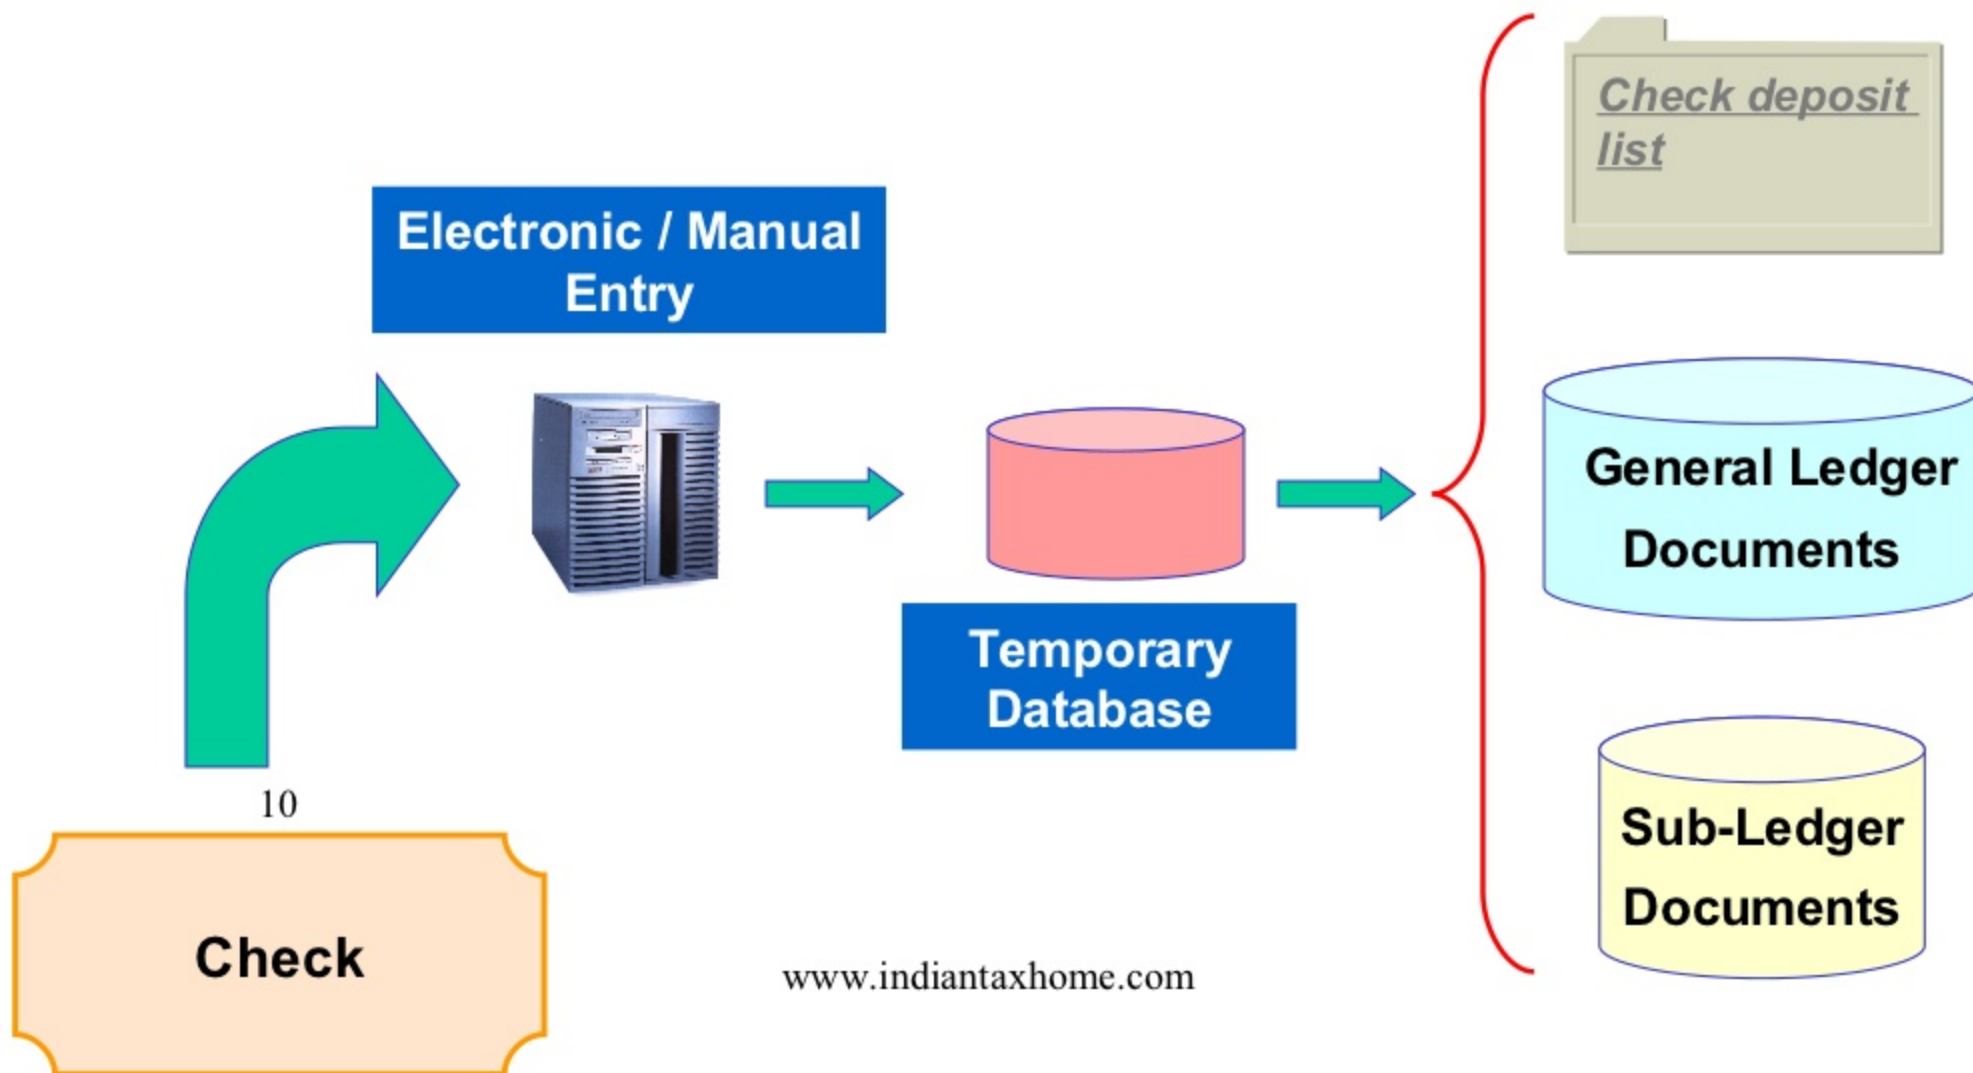 Check deposit
list
Electronic / Manual
Entry
General Ledger
Documents
Temporary
Database
10
Sub-Ledger
Documents
Check
www.indiantaxhome.com